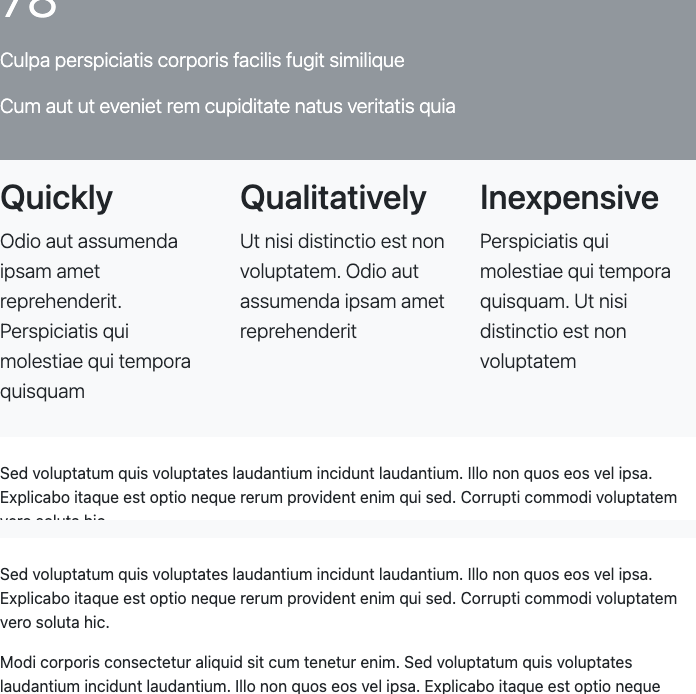 78
Culpa perspiciatis corporis facilis fugit similique
Cum aut ut eveniet rem cupiditate natus veritatis quia
Quickly
Odio aut assumenda
ipsam amet
reprehenderit.
Perspiciatis qui
molestiae qui tempora
quisquam
Qualitatively
Ut nisi distinctio est non
voluptatem. Odio aut
assumenda ipsam amet
reprehenderit
Inexpensive
Perspiciatis qui
molestiae qui tempora
quisquam. Ut nisi
distinctio est non
voluptatem
Sed voluptatum quis voluptates laudantium incidunt laudantium. Illo non quos eos vel ipsa.
Explicabo itaque est optio neque rerum provident enim qui sed. Corrupti commodi voluptatem
vero soluta hic.
Sed voluptatum quis voluptates laudantium incidunt laudantium. Illo non quos eos vel ipsa.
Explicabo itaque est optio neque rerum provident enim qui sed. Corrupti commodi voluptatem
vero soluta hic.
Modi corporis consectetur aliquid sit cum tenetur enim. Sed voluptatum quis voluptates
laudantium incidunt laudantium. Illo non quos eos vel ipsa. Explicabo itaque est optio neque